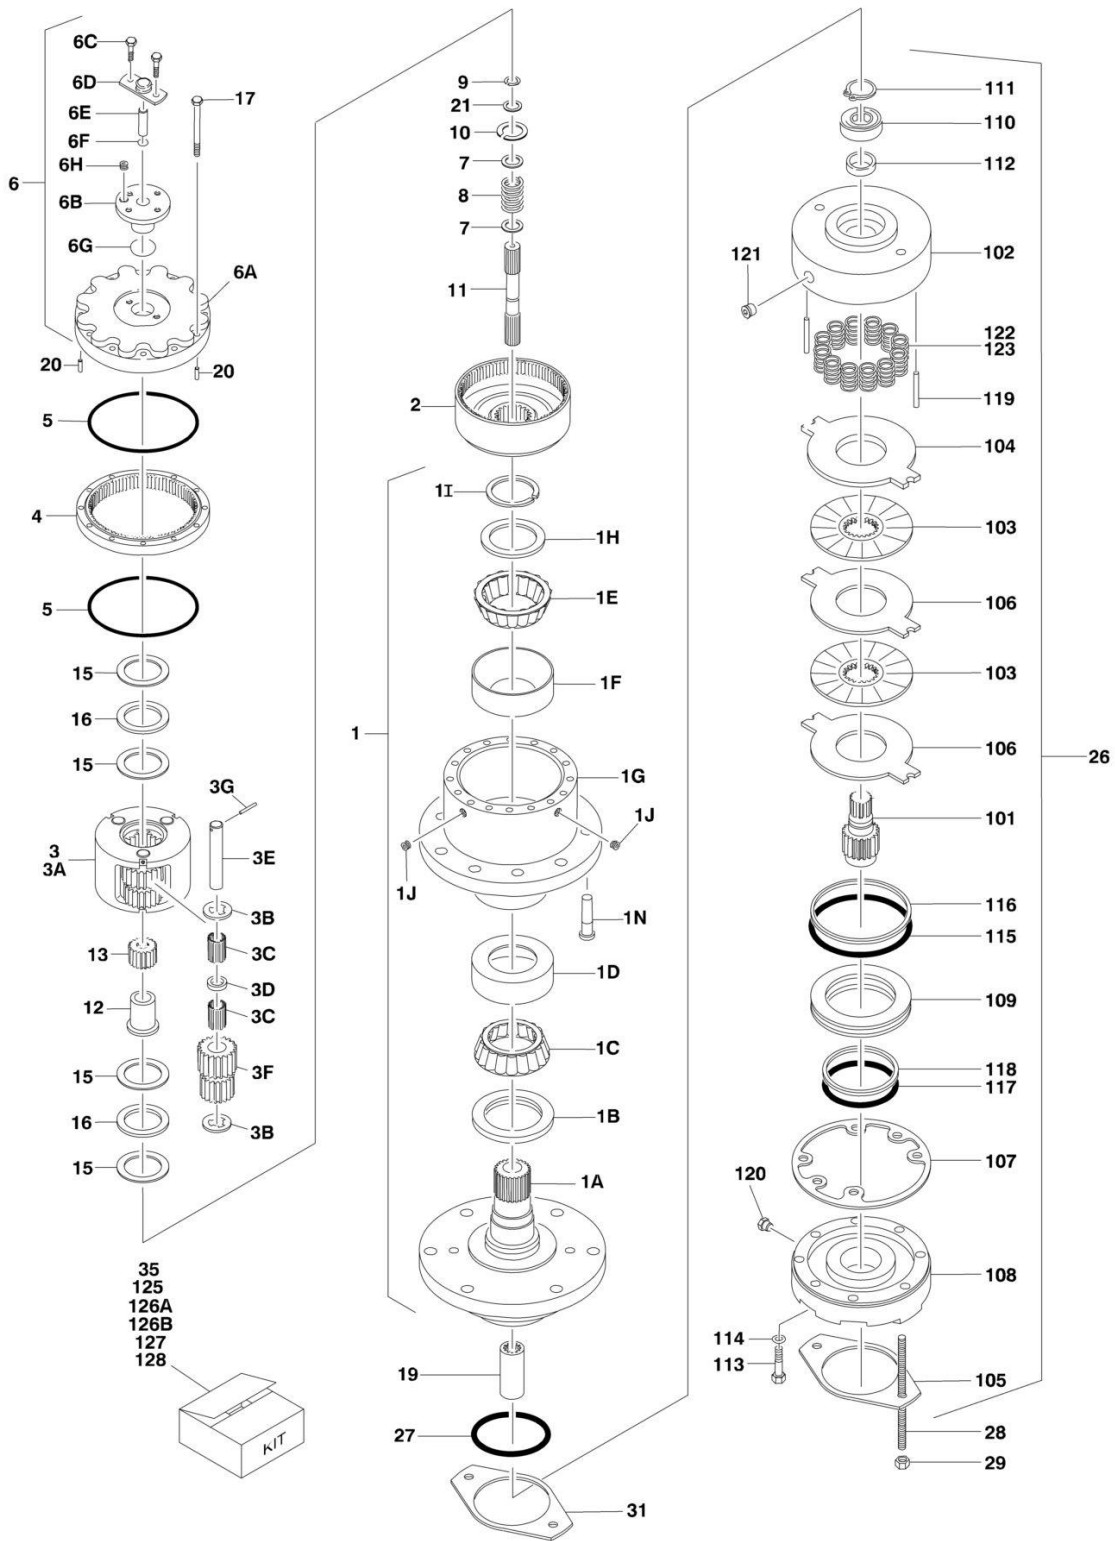 6C
6D
6E
17
6F
6H
6
6B
6G
6A
20
20
5
4
5
15
16
15
3G
3
3A
3E
3B
13
3C
3D
12
3C
15
3F
16
3B
15
35
125
126A
126B
127
128
KIT
9
21
10
7
8
7
11
2
1I
1H
1E
1F
1
1G
1J
1J
1N
1D
1C
1B
1A
19
27
31
111
110
112
121
102
122
123
119
104
103
106
103
106
26
101
116
115
109
118
117
107
120
108
114
113
105
28
29